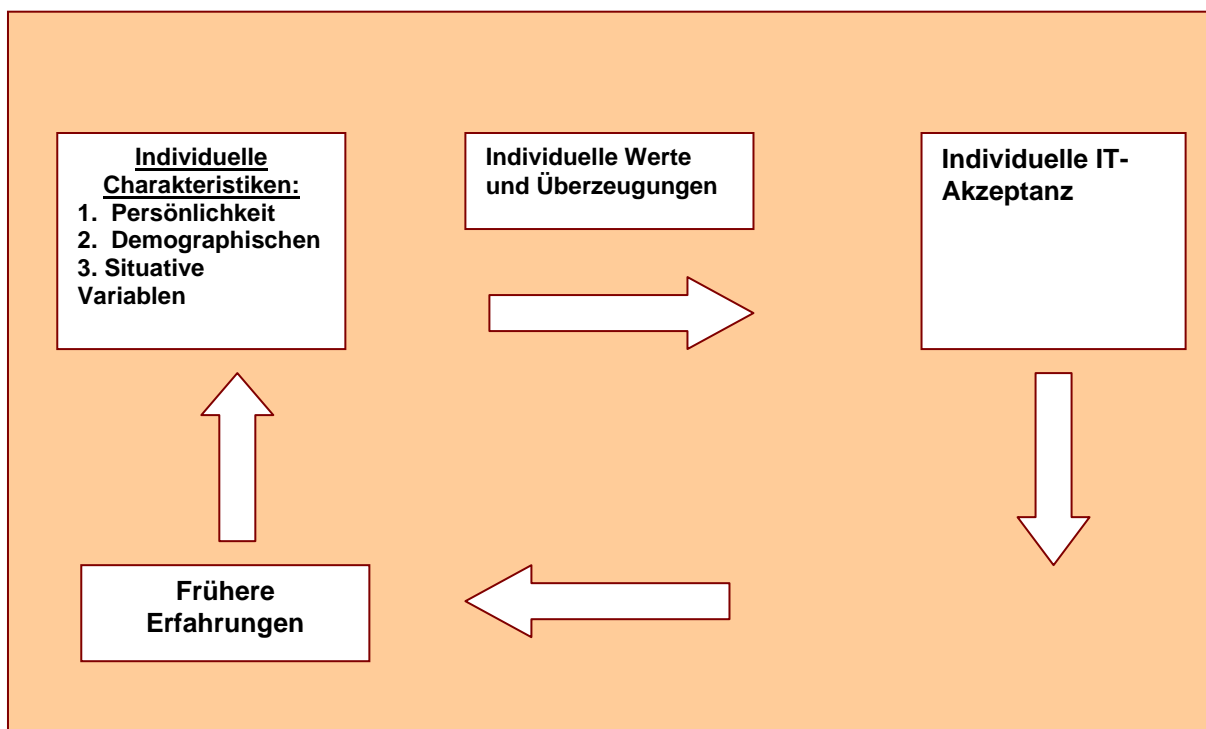 Individuelle
Charakteristiken:
1. Persönlichkeit
2. Demographischen
3. Situative
Variablen
Individuelle Werte
und Überzeugungen
Individuelle IT-
Akzeptanz
Frühere
Erfahrungen